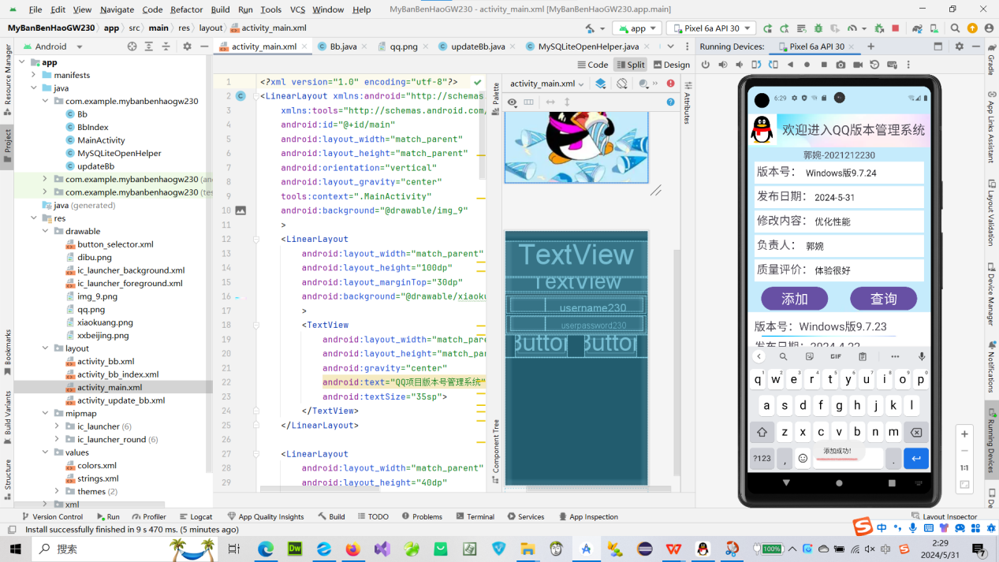 File Edit View Navigate Code Refactor Build Run Tools VCS Window Help MyBanBenHaoGW230 - activity_main.xml [MyBanBenHaoGW230.app.main]
MyBanBenHaoGW230 app src main res layout activity_main.xml
app Pixel 6a API 30
Android
activity_main.xml Bb.java qq.png updateBb.java MySQLiteOpenHelper.java
Running Devices: Pixel 6a API 30
Code Split Design
activity_main.xml
Resource Manager
Project
Bookmarks
Build Variants
Structure
app
manifests
java
com.example.mybanbenhaogw230
Bb
BbIndex
MainActivity
MySQLiteOpenHelper
updateBb
com.example.mybanbenhaogw230 (an
com.example.mybanbenhaogw230 (tes
java (generated)
res
drawable
button_selector.xml
dibu.png
ic_launcher_background.xml
ic_launcher_foreground.xml
img_9.png
qq.png
xiaokuang.png
xxbeijing.png
layout
activity_bb.xml
activity_bb_index.xml
activity_main.xml
activity_update_bb.xml
mipmap
ic_launcher (6)
ic_launcher_round (6)
values
colors.xml
strings.xml
themes (2)
xml
1 <?xml version="1.0" encoding="utf-8"?>
2 <LinearLayout xmlns:android="http://schemas
3 xmlns:tools="http://schemas.android.com,
4 android:id="@+id/main"
5 android:layout_width="match_parent"
6 android:layout_height="match_parent"
7 android:orientation="vertical"
8 android:layout_gravity="center"
9 tools:context=".MainActivity"
10 android:background="@drawable/img_9"
11 >
12 <LinearLayout
13 android:layout_width="match_parent"
14 android:layout_height="100dp"
15 android:layout_marginTop="30dp"
16 android:background="@drawable/xiaoku
17 >
18 <TextView
19 android:layout_width="match_pare
20 android:layout_height="match_pa
21 android:gravity="center"
22 android:text="QQ项目版本号管理系统"
23 android:textSize="35sp">
24 </TextView>
25 </LinearLayout>
26
27 <LinearLayout
28 android:layout_width="match_parent"
29 android:layout_height="40dp"
Palette
Component Tree
Attributes
TextView
TextView
username230
userpassword230
Button Button
6:29
欢迎进入QQ版本管理系统
郭婉-2021212230
版本号： Windows版9.7.24
发布日期： 2024-5-31
修改内容： 优化性能
负责人： 郭婉
质量评价： 体验很好
添加 查询
版本号：Windows版9.7.23
发布日期：2024-4-22
GIF
q w e r t y u i o p
1 2 3 4 5 6 7 8 9 0
a s d f g h j k l
z x c v b n m
?123 , 添加成功! .
1:1
Gradle
App Links Assistant
Layout Validation
Device Manager
Notifications
Running Devices
De
Version Control Run Profiler Logcat App Quality Insights Build TODO Problems Terminal Services App Inspection Layout Inspector
Install successfully finished in 9 s 470 ms. (5 minutes ago)
中
搜索
Dw
100%
2:29
2024/5/31
7